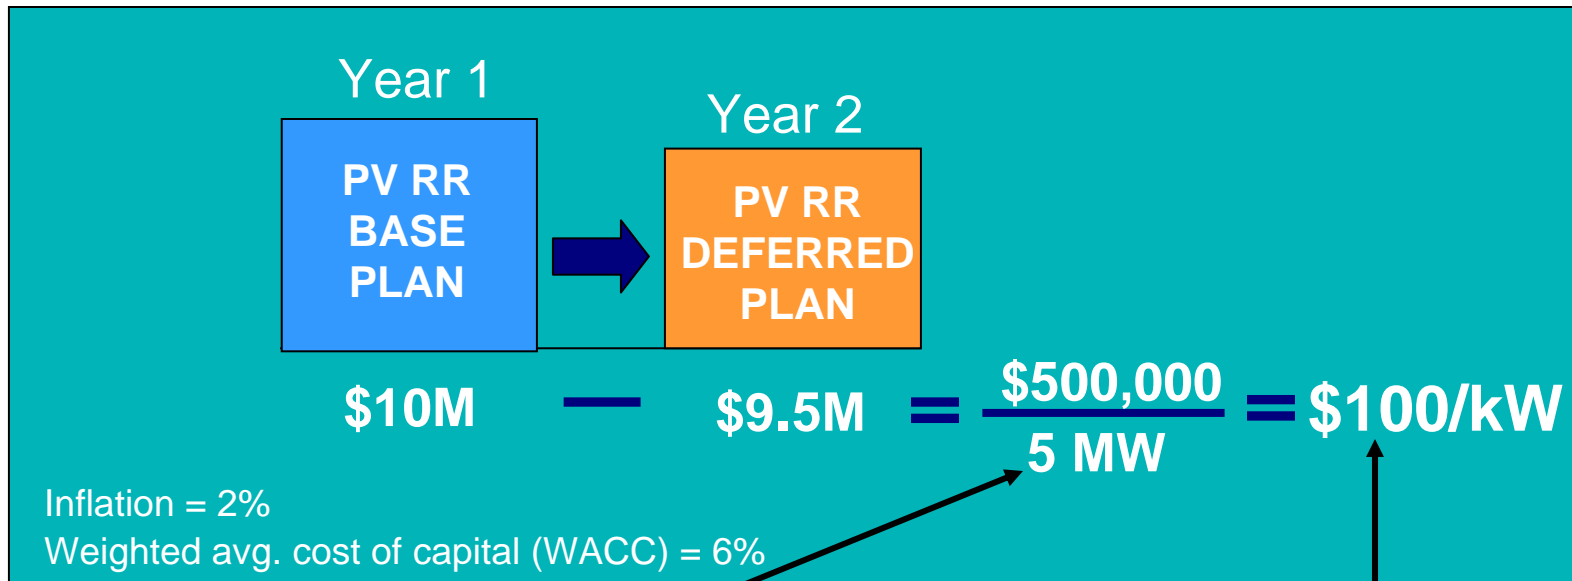 Year 1
Year 2
PV RR
BASE
PLAN
PV RR
DEFERRED
PLAN
$10M — $9.5M = $500,000 = $100/kW
5 MW
Inflation = 2%
Weighted avg. cost of capital (WACC) = 6%